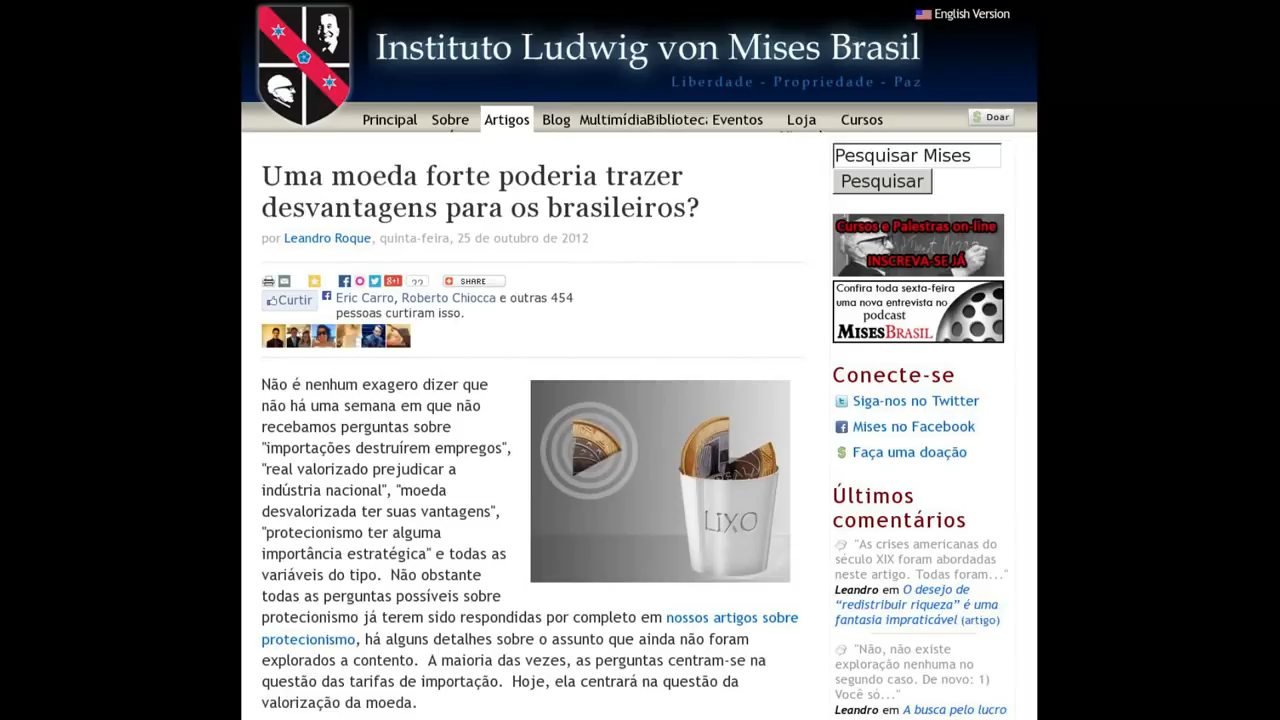 English Version
Instituto Ludwig von Mises Brasil
Liberdade - Propriedade - Paz
Principal Sobre Artigos Blog Multimídia Bibliotec Eventos Loja Cursos
$ Doar
Uma moeda forte poderia trazer
desvantagens para os brasileiros?
por Leandro Roque, quinta-feira, 25 de outubro de 2012
22 SHARE
Curtir
Eric Carro, Roberto Chiocca e outras 454
pessoas curtiram isso.
Não é nenhum exagero dizer que
não há uma semana em que não
recebamos perguntas sobre
"importações destruírem empregos",
"real valorizado prejudicar a
indústria nacional", "moeda
desvalorizada ter suas vantagens",
"protecionismo ter alguma
importância estratégica" e todas as
variáveis do tipo. Não obstante
todas as perguntas possíveis sobre
protecionismo já terem sido respondidas por completo em nossos artigos sobre
protecionismo, há alguns detalhes sobre o assunto que ainda não foram
explorados a contento. A maioria das vezes, as perguntas centram-se na
questão das tarifas de importação. Hoje, ela centrará na questão da
valorização da moeda.
LIXO
Pesquisar Mises
Pesquisar
Cursos e Palestras on-line
INSCREVA-SE JÁ
Confira toda sexta-feira
uma nova entrevista no
podcast
MISESBRASIL
Conecte-se
Siga-nos no Twitter
Mises no Facebook
$ Faça uma doação
Últimos
comentários
"As crises americanas do
século XIX foram abordadas
neste artigo. Todas foram..."
Leandro em O desejo de
“redistribuir riqueza” é uma
fantasia impraticável (artigo)
"Não, não existe
exploração nenhuma no
segundo caso. De novo: 1)
Você só..."
Leandro em A busca pelo lucro